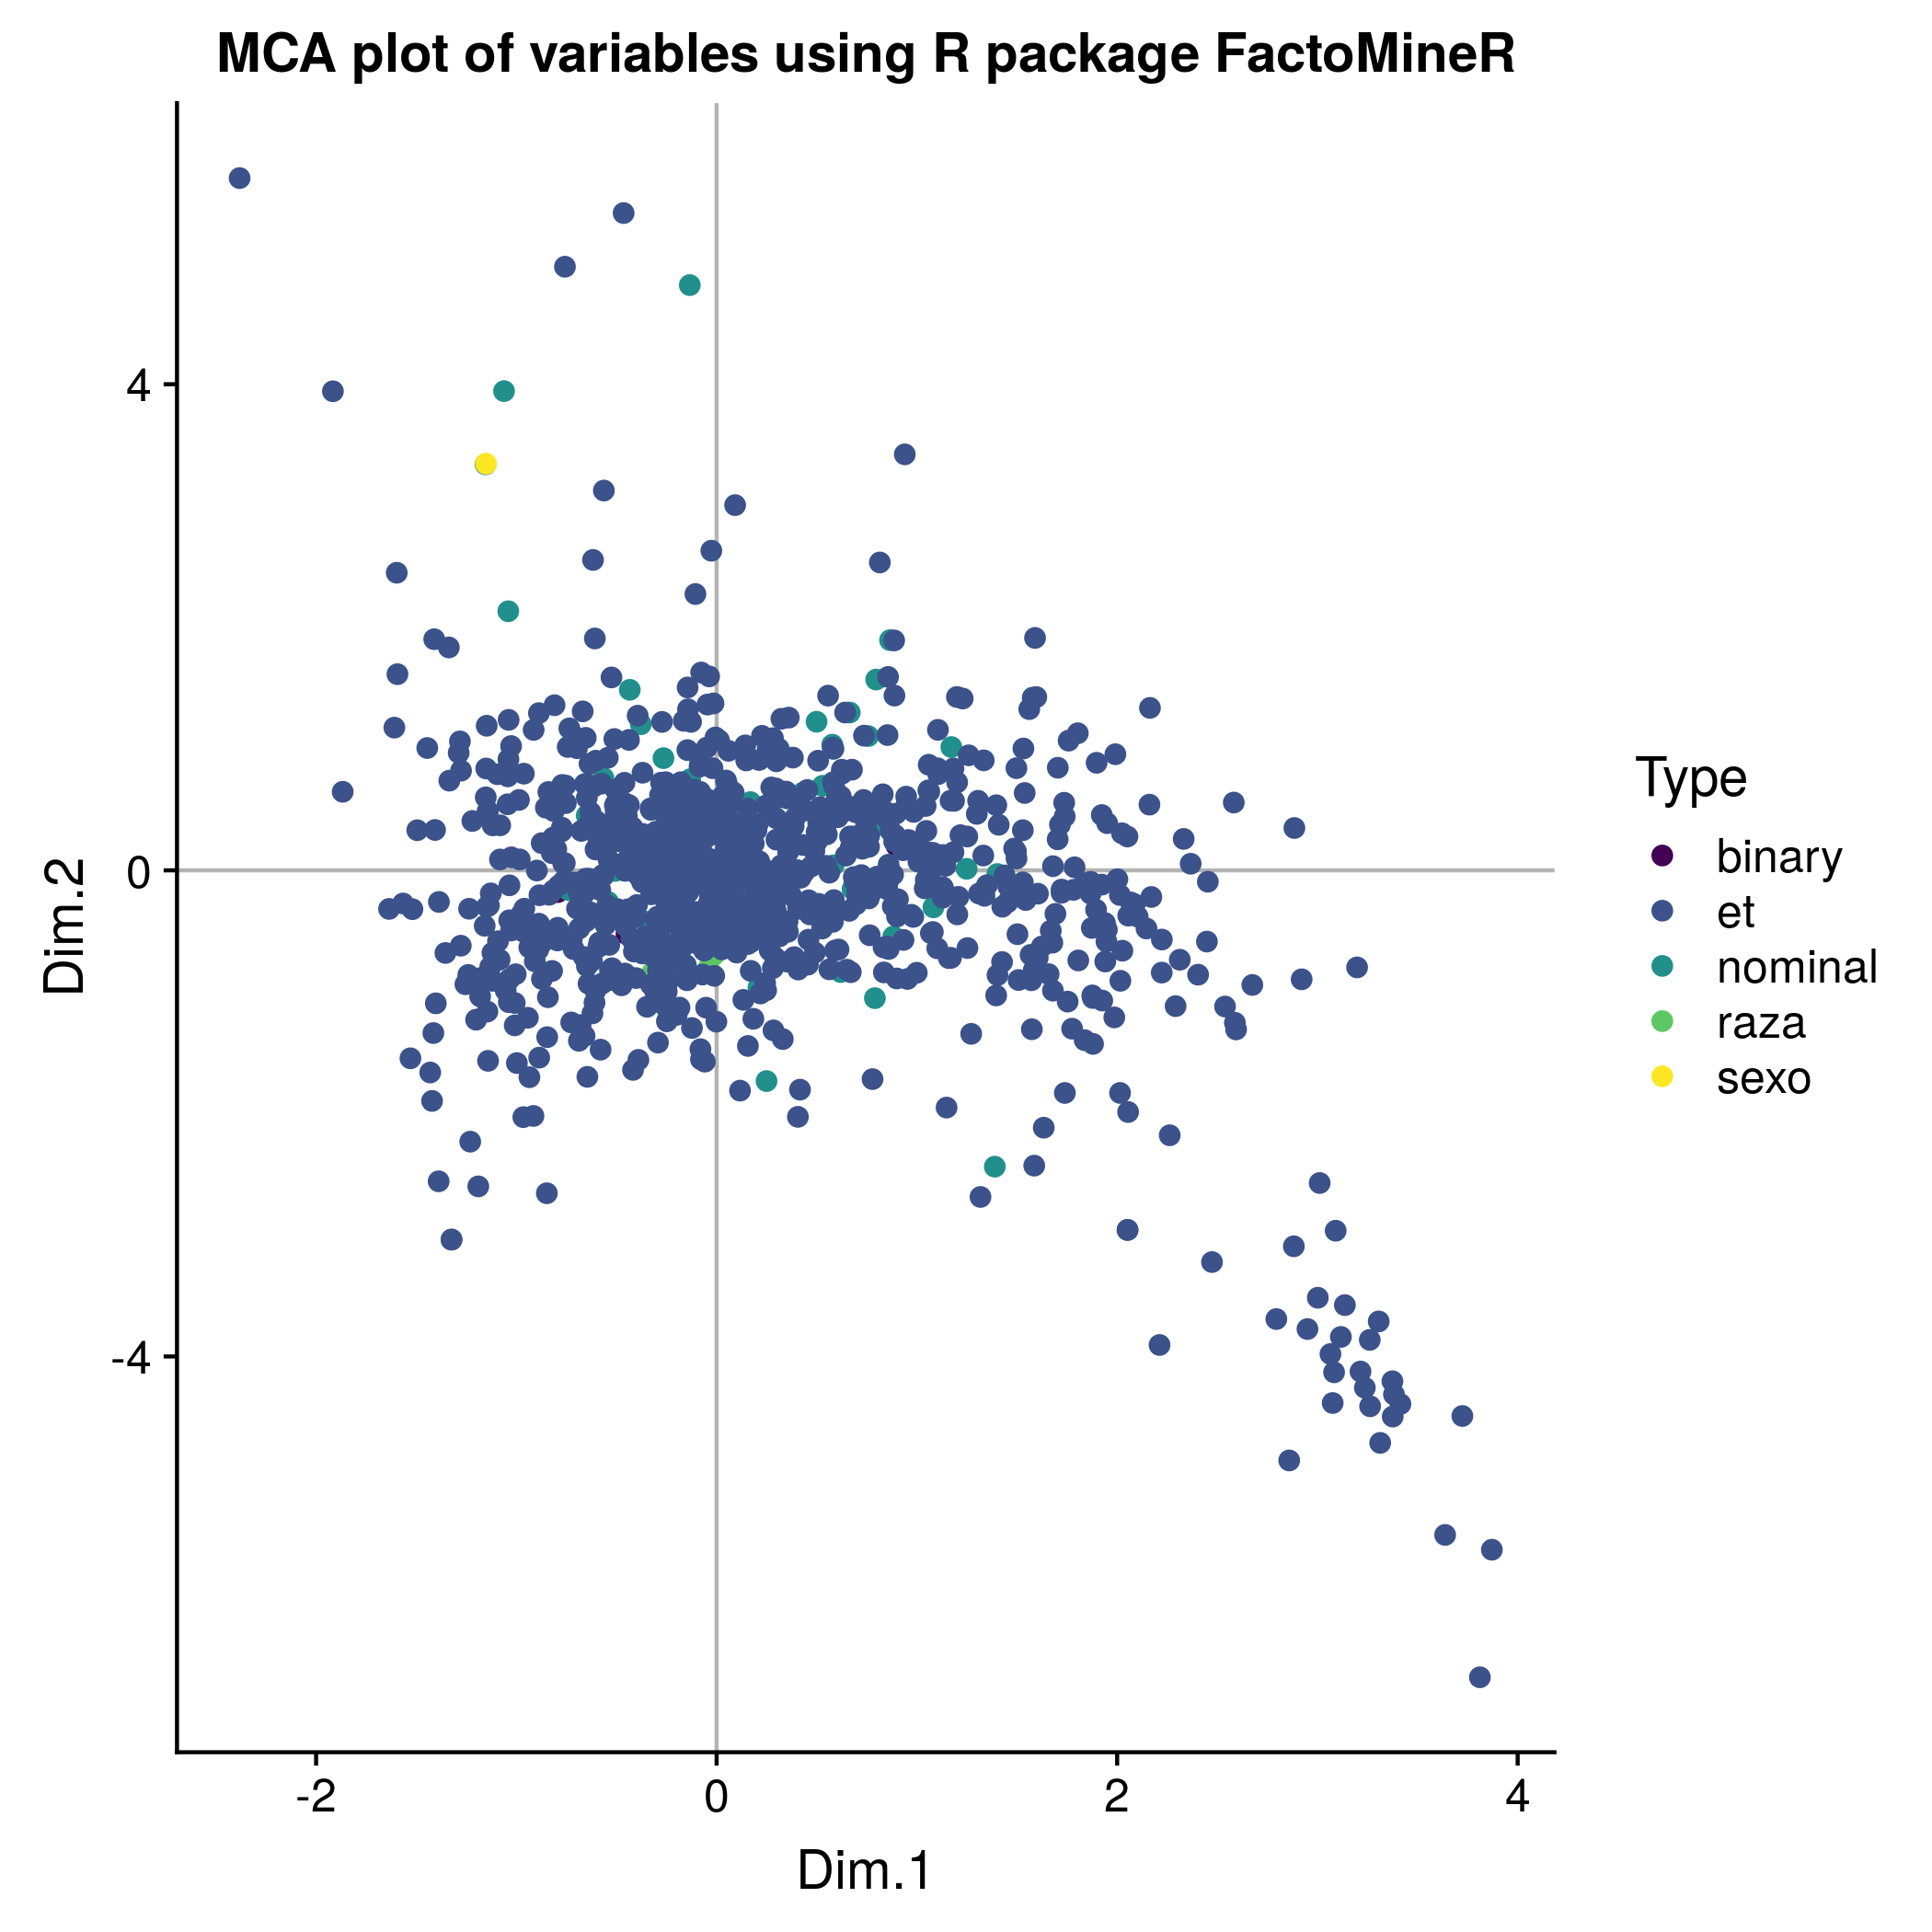 MCA plot of variables using R package FactoMineR
4
0
-4
Dim.2
-2
0
2
4
Dim.1
Type
binary
et
nominal
raza
sexo